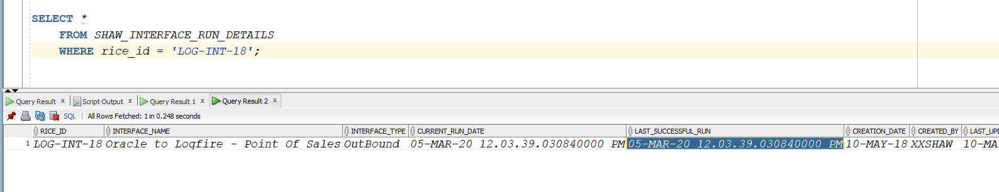 SELECT *
FROM SHAW_INTERFACE_RUN_DETAILS
WHERE rice_id = 'LOG-INT-18';
Query Result x Script Output x Query Result 1 x Query Result 2 x
SQL | All Rows Fetched: 1 in 0.248 seconds
RICE_ID INTERFACE_NAME INTERFACE_TYPE CURRENT_RUN_DATE LAST_SUCCESSFUL_RUN CREATION_DATE CREATED_BY LAST_UPD
1 LOG-INT-18 Oracle to Logfire - Point Of Sales OutBound 05-MAR-20 12.03.39.030840000 PM 05-MAR-20 12.03.39.030840000 PM 10-MAY-18 XXSHAW 10-MA